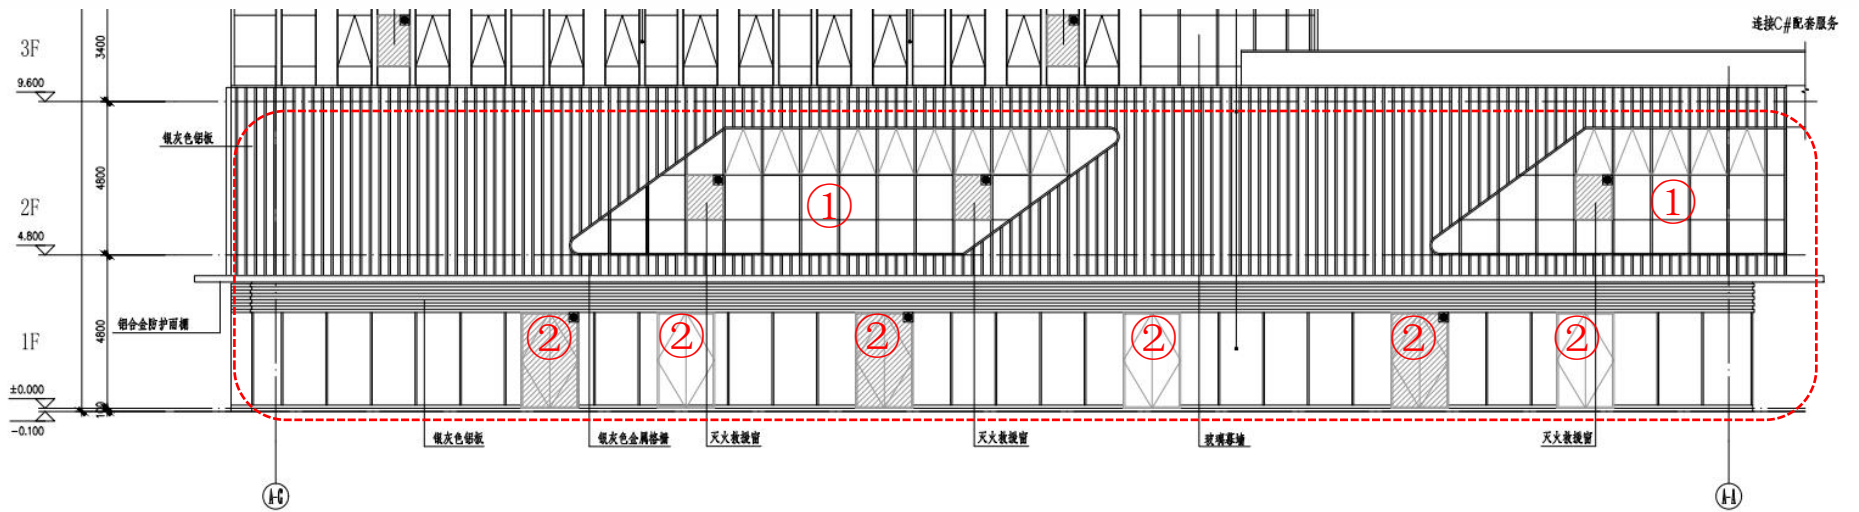 连接C#配套服务
3F
3400
9.600
银灰色铝板
4800
①
①
2F
4.800
铝合金防护雨棚
4800
1F
②
②
②
②
②
②
±0.000
100
-0.100
银灰色铝板
银灰色金属格栅
灭火救援窗
灭火救援窗
玻璃幕墙
灭火救援窗
A-C
A-A